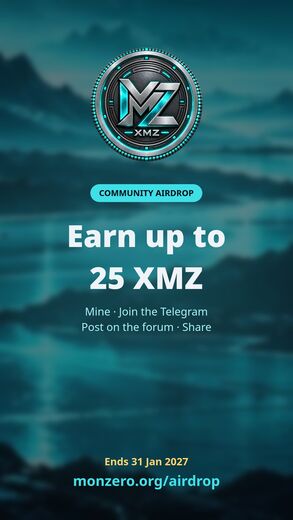 MZ
XMZ
COMMUNITY AIRDROP
Earn up to
25 XMZ
Mine · Join the Telegram
Post on the forum · Share
Ends 31 Jan 2027
monzero.org/airdrop